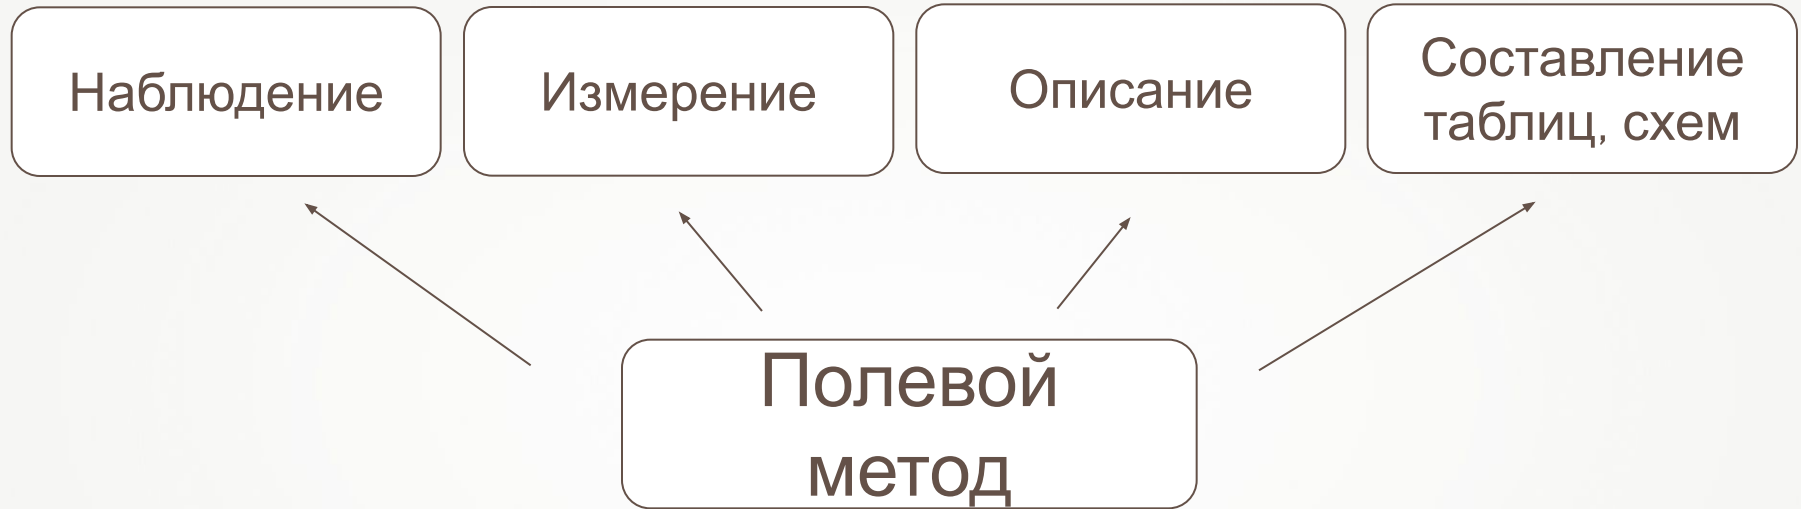 Наблюдение
Измерение
Описание
Составление
таблиц, схем
Полевой
метод